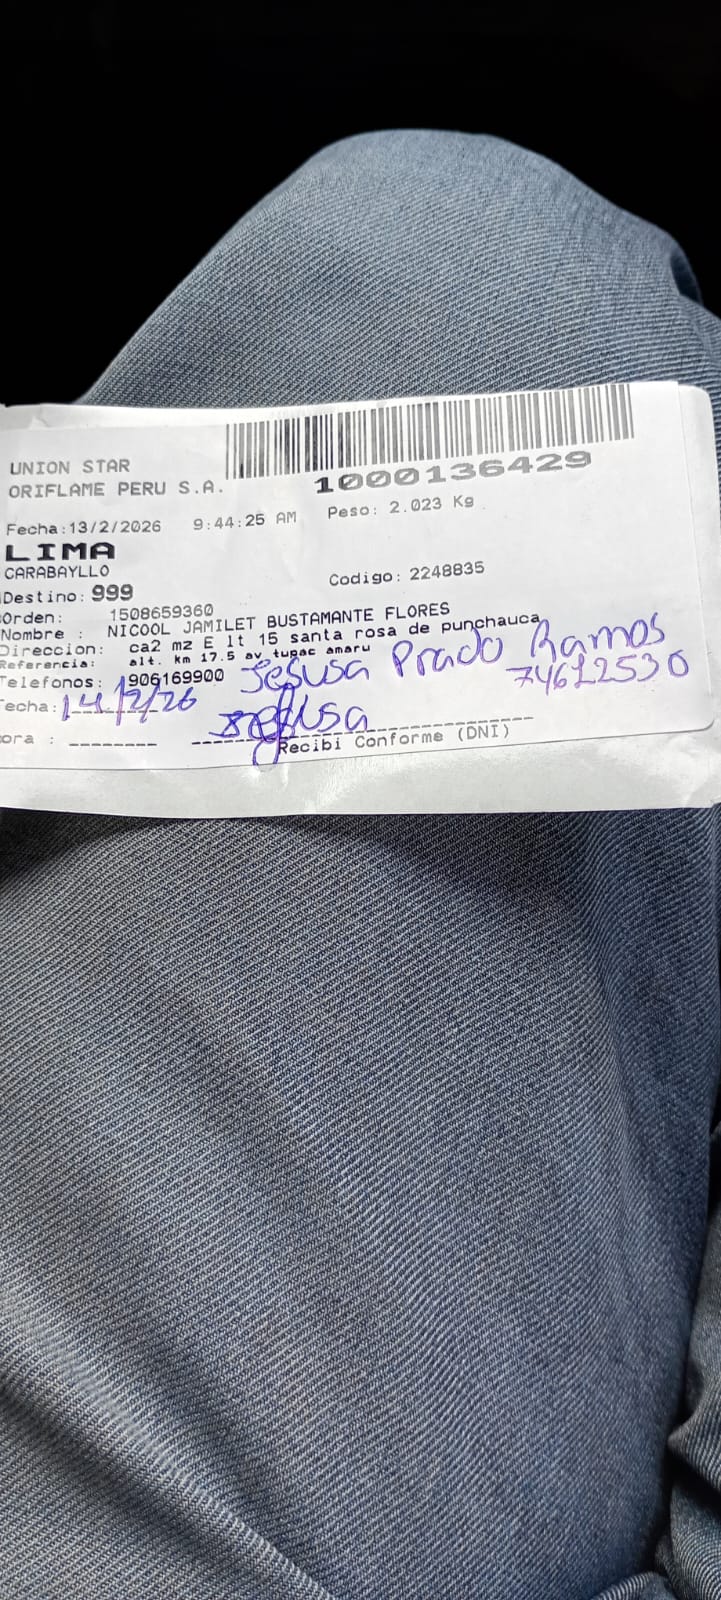 UNION STAR
ORIFLAME PERU S.A.
1000136429
Fecha:13/2/2026 9:44:25 AM Peso: 2.023 Kg
LIMA
CARABAYLLO
Codigo: 2248835
Destino: 999
Orden: 1508659360
Nombre : NICOOL JAMILET BUSTAMANTE FLORES
Direccion: ca2 mz E lt 15 santa rosa de punchauca
Referencia: alt. km 17.5 av tupac amaru
Telefonos: 906169900
Jesusa Prado Ramos
74612530
echa: 14/2/26
Jesusa
ora :
Recibi Conforme (DNI)